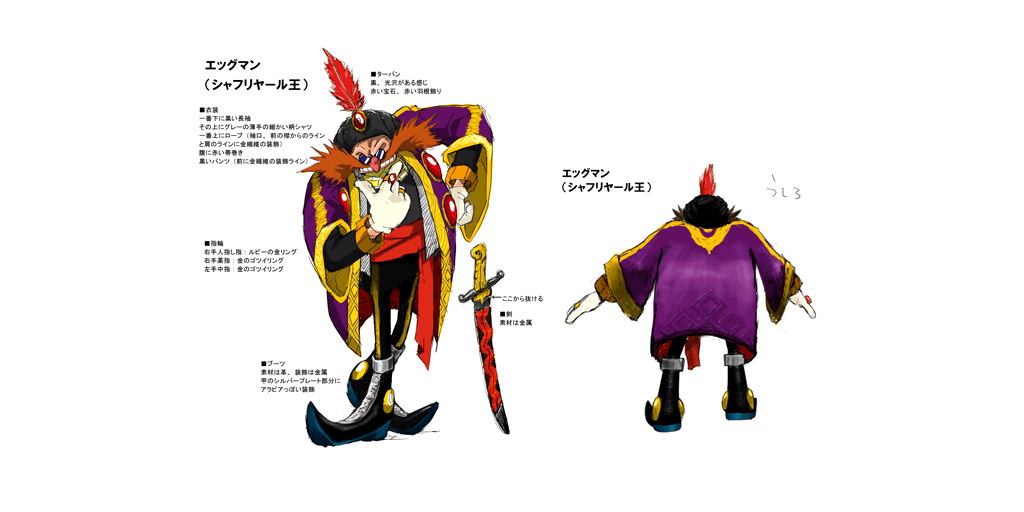 エッグマン
（シャフリヤール王）
■ターバン
黒、光沢がある感じ
赤い宝石、赤い羽根飾り
■衣装
一番下に黒い長袖
その上にグレーの薄手の細かい柄シャツ
一番上にローブ（袖口、前の襟からのライン
と肩のラインに金繊維の装飾）
腹に赤い帯巻き
黒いパンツ（前に金繊維の装飾ライン）
■指輪
右手人指し指：ルビーの金リング
右手薬指：金のゴツイリング
左手中指：金のゴツイリング
ここから抜ける
■剣
素材は金属
■ブーツ
素材は革、装飾は金属
甲のシルバープレート部分に
アラビアっぽい装飾
エッグマン
（シャフリヤール王）
うしろ